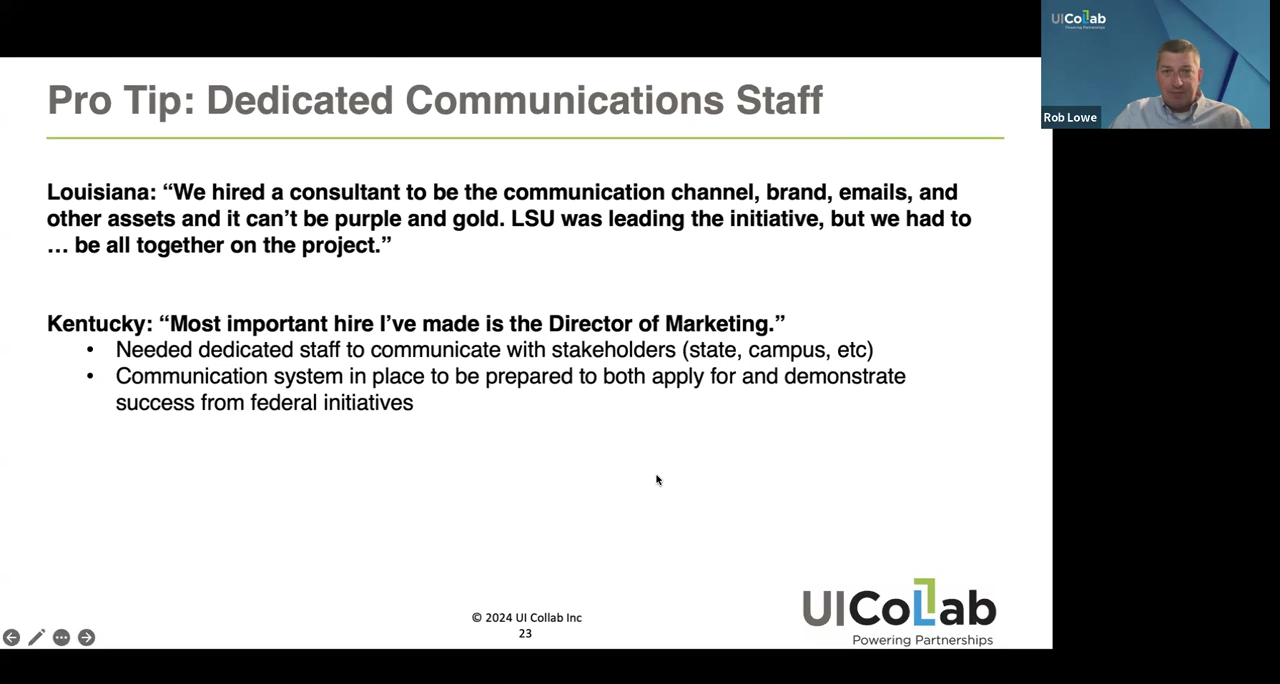 UICoLLab
Powering Partnerships
Rob Lowe
Pro Tip: Dedicated Communications Staff
Louisiana: “We hired a consultant to be the communication channel, brand, emails, and
other assets and it can’t be purple and gold. LSU was leading the initiative, but we had to
… be all together on the project.”
Kentucky: “Most important hire I’ve made is the Director of Marketing.”
• Needed dedicated staff to communicate with stakeholders (state, campus, etc)
• Communication system in place to be prepared to both apply for and demonstrate
success from federal initiatives
© 2024 UI Collab Inc
23
UICoLLab
Powering Partnerships